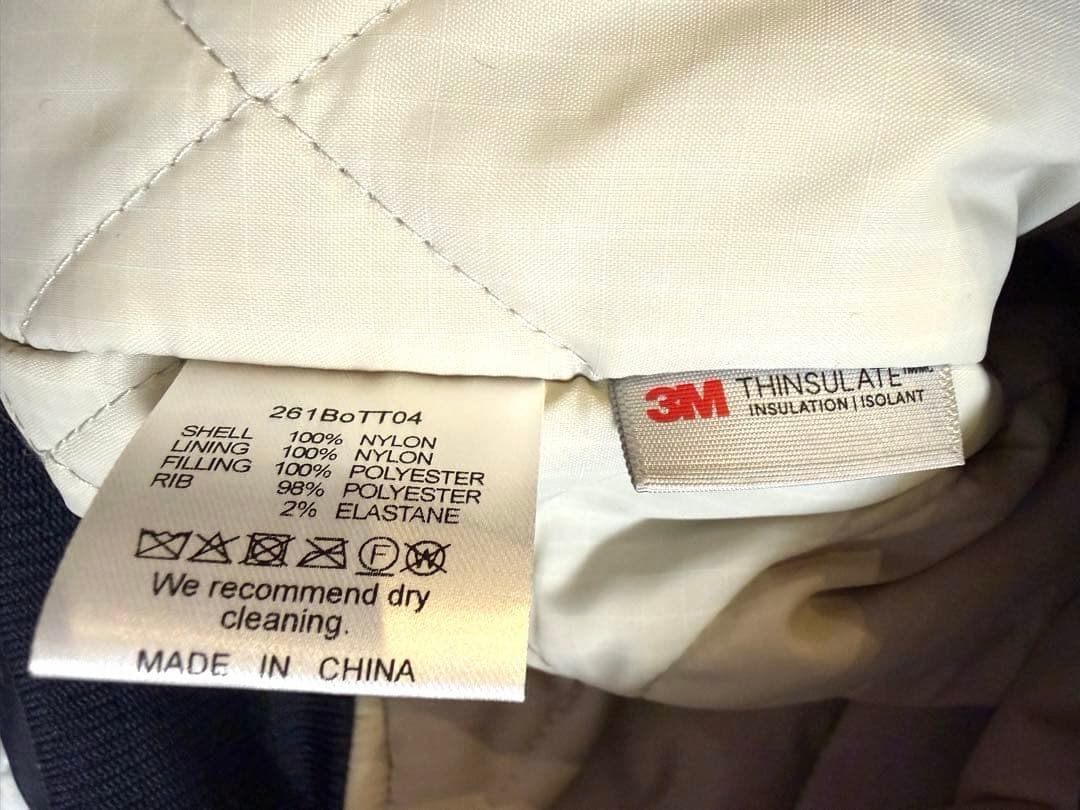 261BoTT04
SHELL 100% NYLON
LINING 100% NYLON
FILLING 100% POLYESTER
RIB 98% POLYESTER
2% ELASTANE
F W
We recommend dry
cleaning.
MADE IN CHINA
3M THINSULATE
INSULATION | ISOLANT